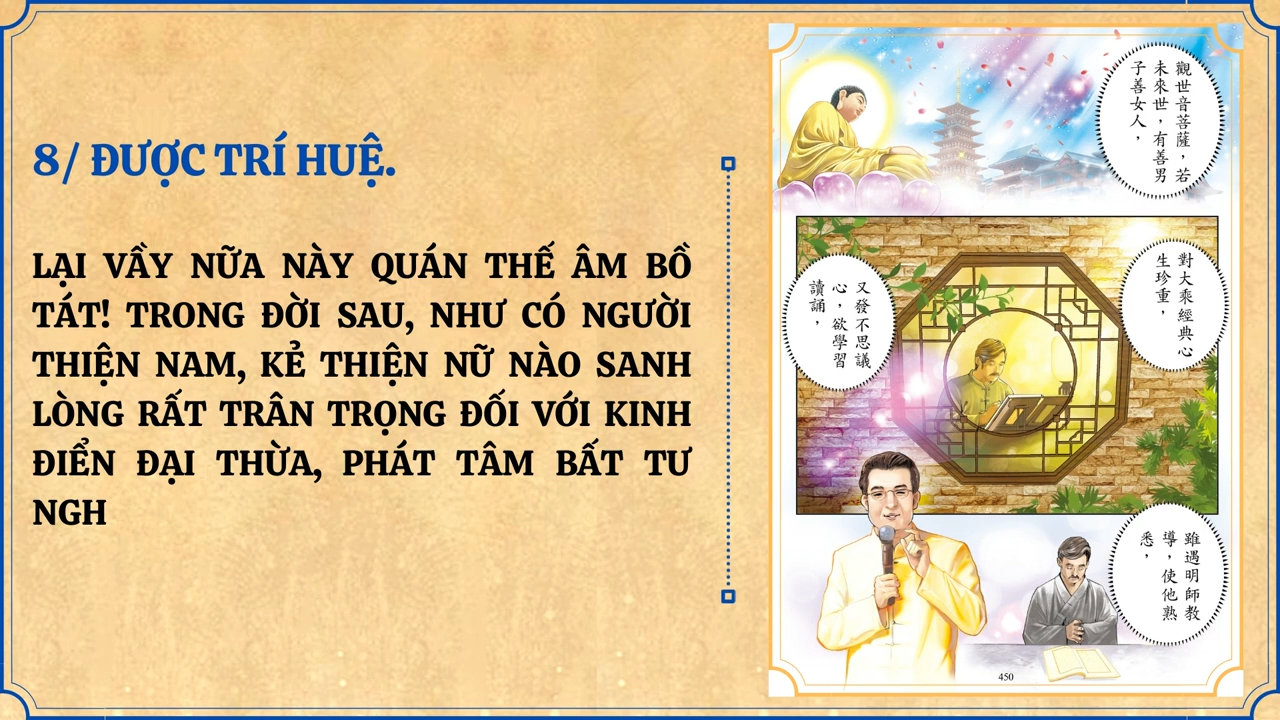 8/ ĐƯỢC TRÍ HUỆ.
LẠI VẦY NỮA NÀY QUÁN THẾ ÂM BỒ
TÁT! TRONG ĐỜI SAU, NHƯ CÓ NGƯỜI
THIỆN NAM, KẺ THIỆN NỮ NÀO SANH
LÒNG RẤT TRÂN TRỌNG ĐỐI VỚI KINH
ĐIỂN ĐẠI THỪA, PHÁT TÂM BẤT TƯ
NGH
觀世音菩薩，若
未來世，有善男
子善女人，
對大乘經典心
生珍重，
又發不思議
心，欲學習
讀誦，
雖遇明師教
導，使他熟
悉，
450